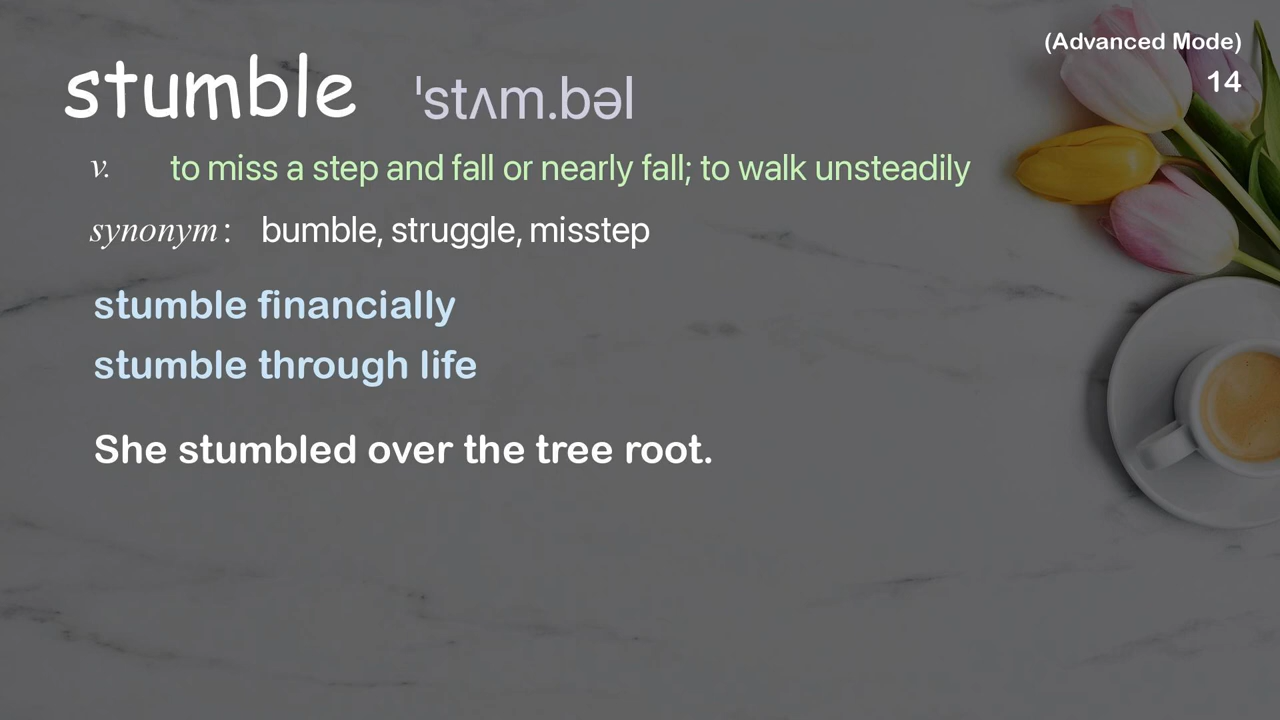 (Advanced Mode)
14
stumble ˈstʌm.bəl
v. to miss a step and fall or nearly fall; to walk unsteadily
synonym: bumble, struggle, misstep
stumble financially
stumble through life
She stumbled over the tree root.